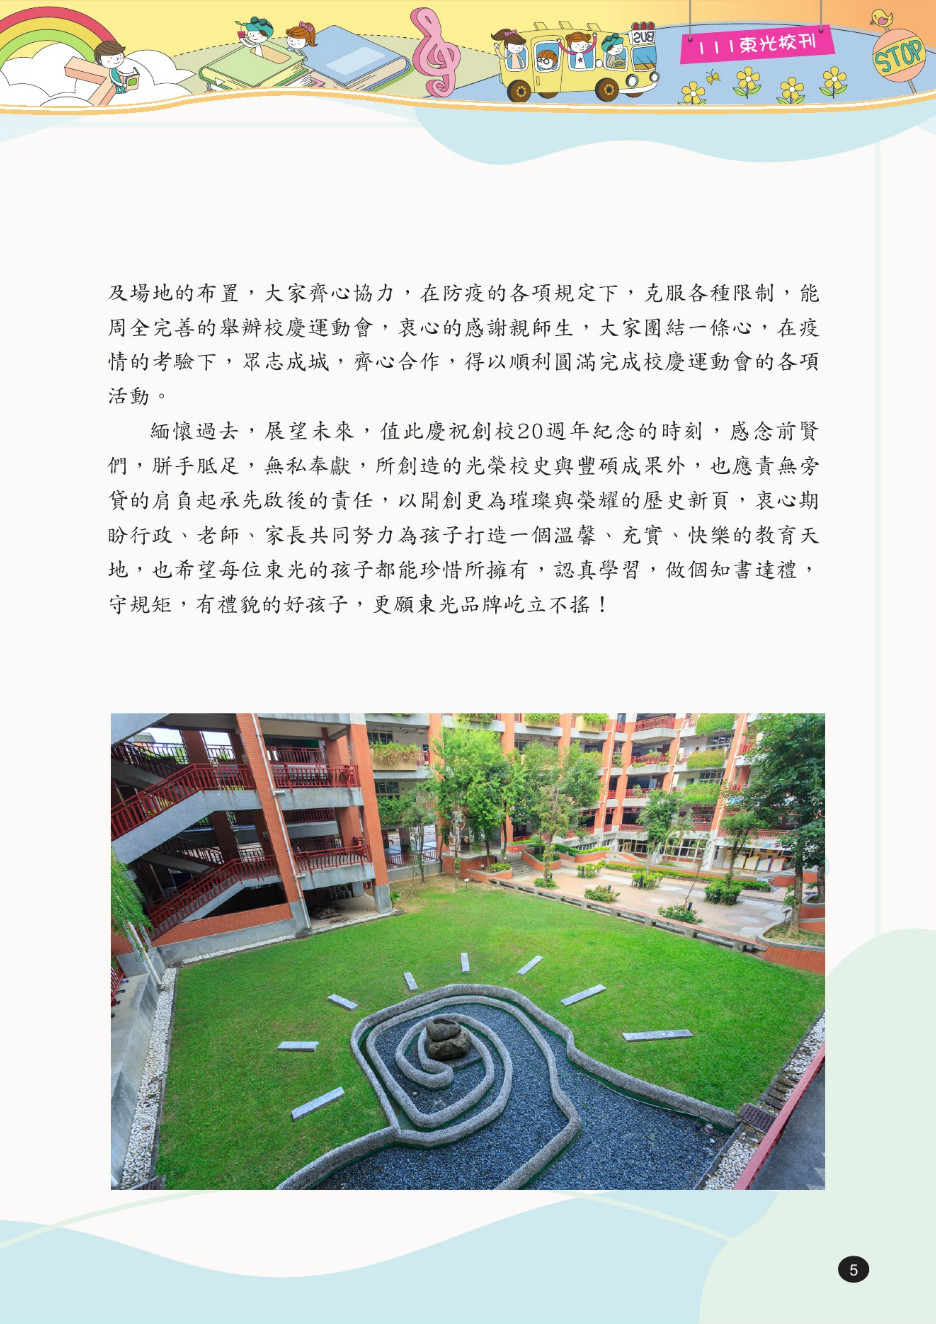 BUS
111東光校刊
STOP
及場地的布置，大家齊心協力，在防疫的各項規定下，克服各種限制，能
周全完善的舉辦校慶運動會，衷心的感謝親師生，大家團結一條心，在疫
情的考驗下，眾志成城，齊心合作，得以順利圓滿完成校慶運動會的各項
活動。
緬懷過去，展望未來，值此慶祝創校20週年紀念的時刻，感念前賢
們，胼手胝足，無私奉獻，所創造的光榮校史與豐碩成果外，也應責無旁
貸的肩負起承先啟後的責任，以開創更為璀璨與榮耀的歷史新頁，衷心期
盼行政、老師、家長共同努力為孩子打造一個溫馨、充實、快樂的教育天
地，也希望每位東光的孩子都能珍惜所擁有，認真學習，做個知書達禮，
守規矩，有禮貌的好孩子，更願東光品牌屹立不搖！
5